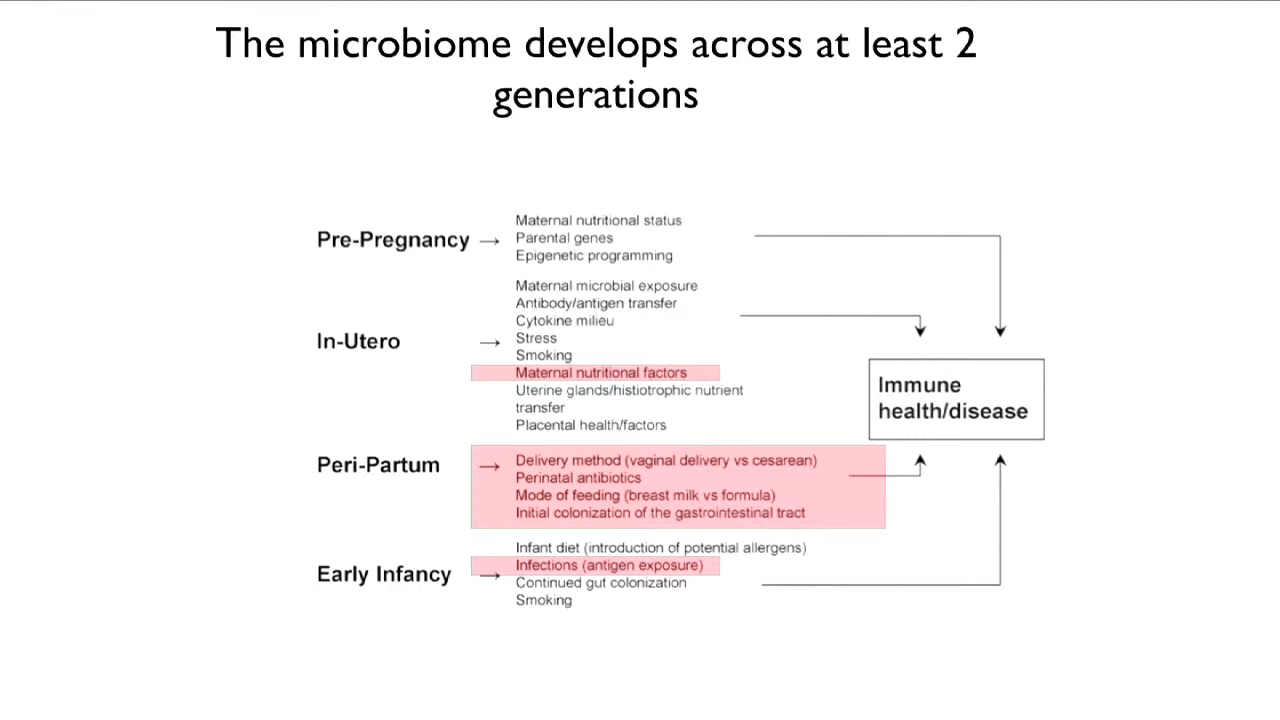 The microbiome develops across at least 2
generations
Pre-Pregnancy →
Maternal nutritional status
Parental genes
Epigenetic programming
In-Utero →
Maternal microbial exposure
Antibody/antigen transfer
Cytokine milieu
Stress
Smoking
Maternal nutritional factors
Uterine glands/histiotrophic nutrient
transfer
Placental health/factors
Peri-Partum →
Delivery method (vaginal delivery vs cesarean)
Perinatal antibiotics
Mode of feeding (breast milk vs formula)
Initial colonization of the gastrointestinal tract
Early Infancy →
Infant diet (introduction of potential allergens)
Infections (antigen exposure)
Continued gut colonization
Smoking
Immune
health/disease